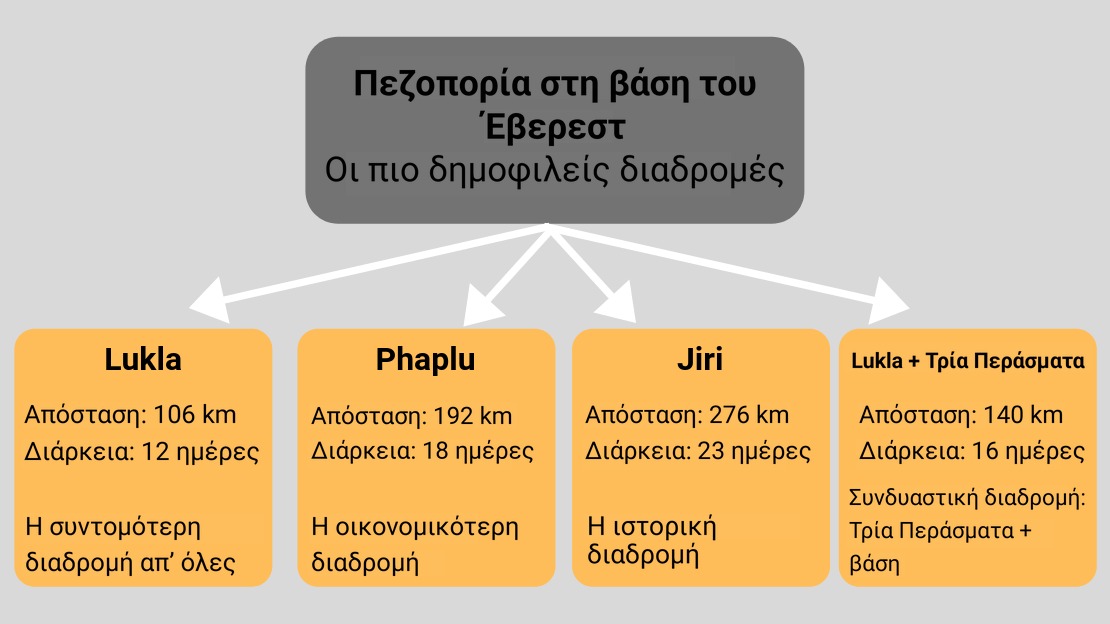 Πεζοπορία στη βάση του
Έβερεστ
Οι πιο δημοφιλείς διαδρομές
Lukla
Απόσταση: 106 km
Διάρκεια: 12 ημέρες
Η συντομότερη
διαδρομή απ’ όλες
Phaplu
Απόσταση: 192 km
Διάρκεια: 18 ημέρες
Η οικονομικότερη
διαδρομή
Jiri
Απόσταση: 276 km
Διάρκεια: 23 ημέρες
Η ιστορική
διαδρομή
Lukla + Τρία Περάσματα
Απόσταση: 140 km
Διάρκεια: 16 ημέρες
Συνδυαστική διαδρομή:
Τρία Περάσματα +
βάση